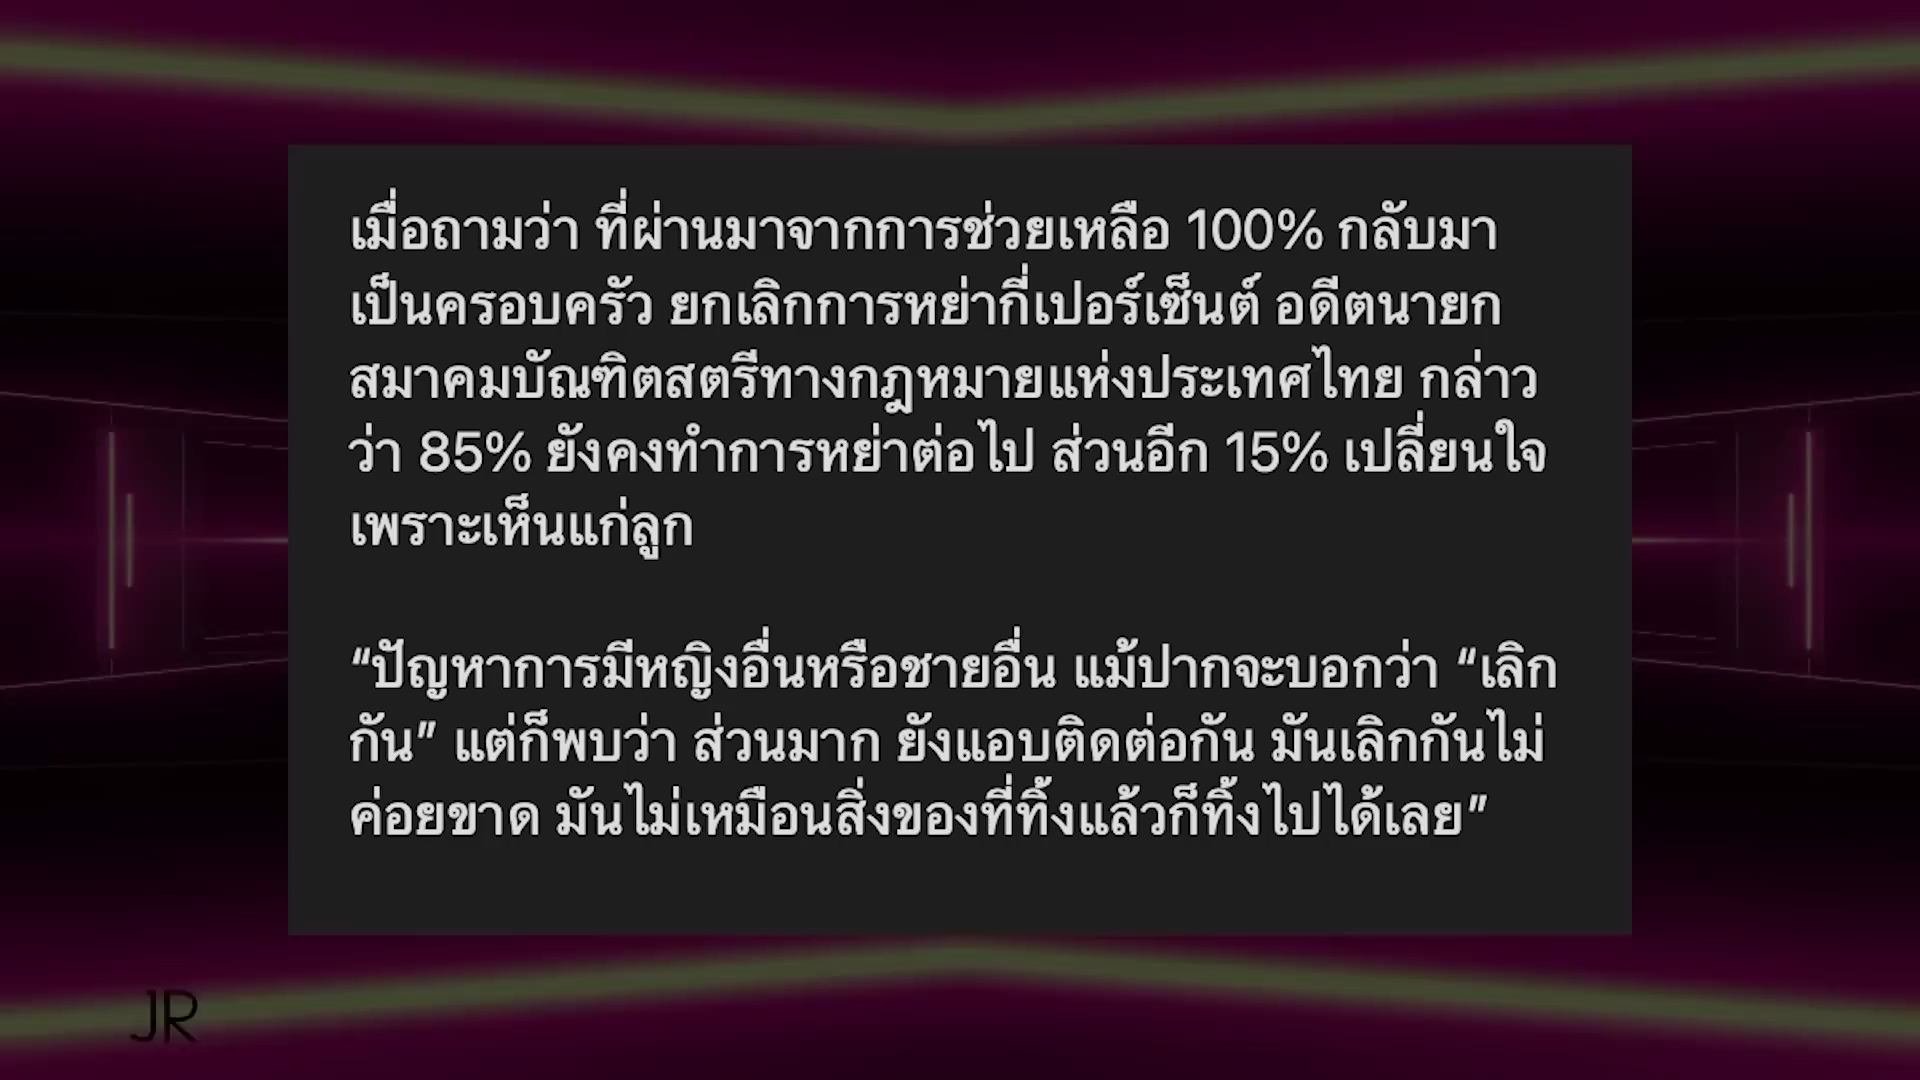 เมื่อถามว่า ที่ผ่านมาจากการช่วยเหลือ 100% กลับมา
เป็นครอบครัว ยกเลิกการหย่ากี่เปอร์เซ็นต์ อดีตนายก
สมาคมบัณฑิตสตรีทางกฎหมายแห่งประเทศไทย กล่าว
ว่า 85% ยังคงทำการหย่าต่อไป ส่วนอีก 15% เปลี่ยนใจ
เพราะเห็นแก่ลูก
“ปัญหาการมีหญิงอื่นหรือชายอื่น แม้ปากจะบอกว่า “เลิก
กัน” แต่ก็พบว่า ส่วนมาก ยังแอบติดต่อกัน มันเลิกกันไม่
ค่อยขาด มันไม่เหมือนสิ่งของที่ทิ้งแล้วก็ทิ้งไปได้เลย”
JR